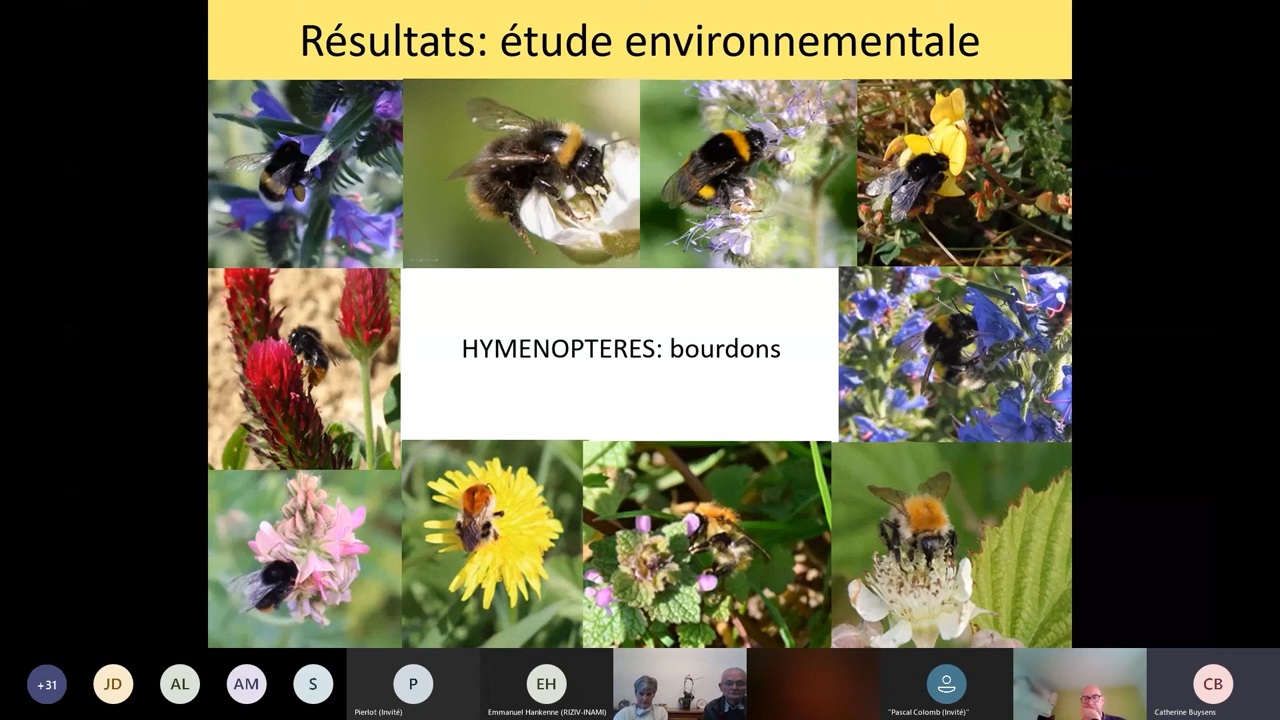 Résultats: étude environnementale
HYMENOPTERES: bourdons
+31
JD
AL
AM
S
P
Pierlot (Invité)
EH
Emmanuel Hankenne (RIZIV-INAMI)
"Pascal Colomb (Invité)"
CB
Catherine Buysens